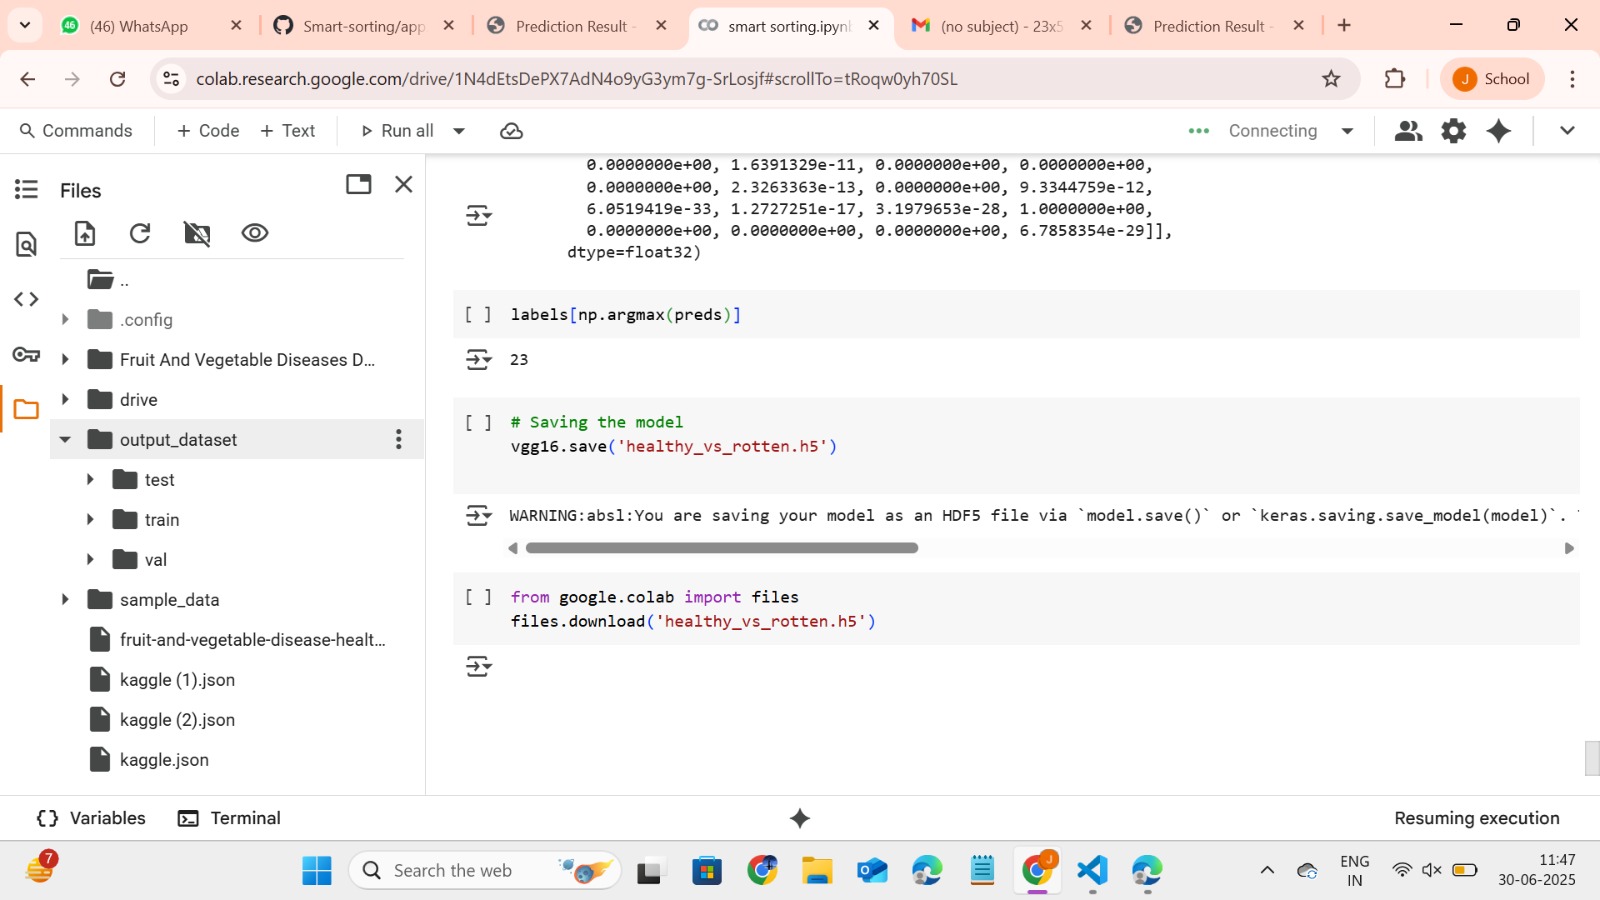 46
(46) WhatsApp
Smart-sorting/app
Prediction Result -
smart sorting.ipynb
(no subject) - 23x5
Prediction Result -
colab.research.google.com/drive/1N4dEtsDePX7AdN4o9yG3ym7g-SrLosjf#scrollTo=tRoqw0yh70SL
J
School
Commands
+ Code
+ Text
Run all
Connecting
Files
..
.config
Fruit And Vegetable Diseases D...
drive
output_dataset
test
train
val
sample_data
fruit-and-vegetable-disease-healt...
kaggle (1).json
kaggle (2).json
kaggle.json
0.0000000e+00, 1.6391329e-11, 0.0000000e+00, 0.0000000e+00,
0.0000000e+00, 2.3263363e-13, 0.0000000e+00, 9.3344759e-12,
6.0519419e-33, 1.2727251e-17, 3.1979653e-28, 1.0000000e+00,
0.0000000e+00, 0.0000000e+00, 0.0000000e+00, 6.7858354e-29]],
dtype=float32)
[ ] labels[np.argmax(preds)]
23
[ ] # Saving the model
vgg16.save('healthy_vs_rotten.h5')
WARNING:absl:You are saving your model as an HDF5 file via `model.save()` or `keras.saving.save_model(model)`.
[ ] from google.colab import files
files.download('healthy_vs_rotten.h5')
{} Variables
Terminal
Resuming execution
7
Search the web
J
ENG
IN
11:47
30-06-2025